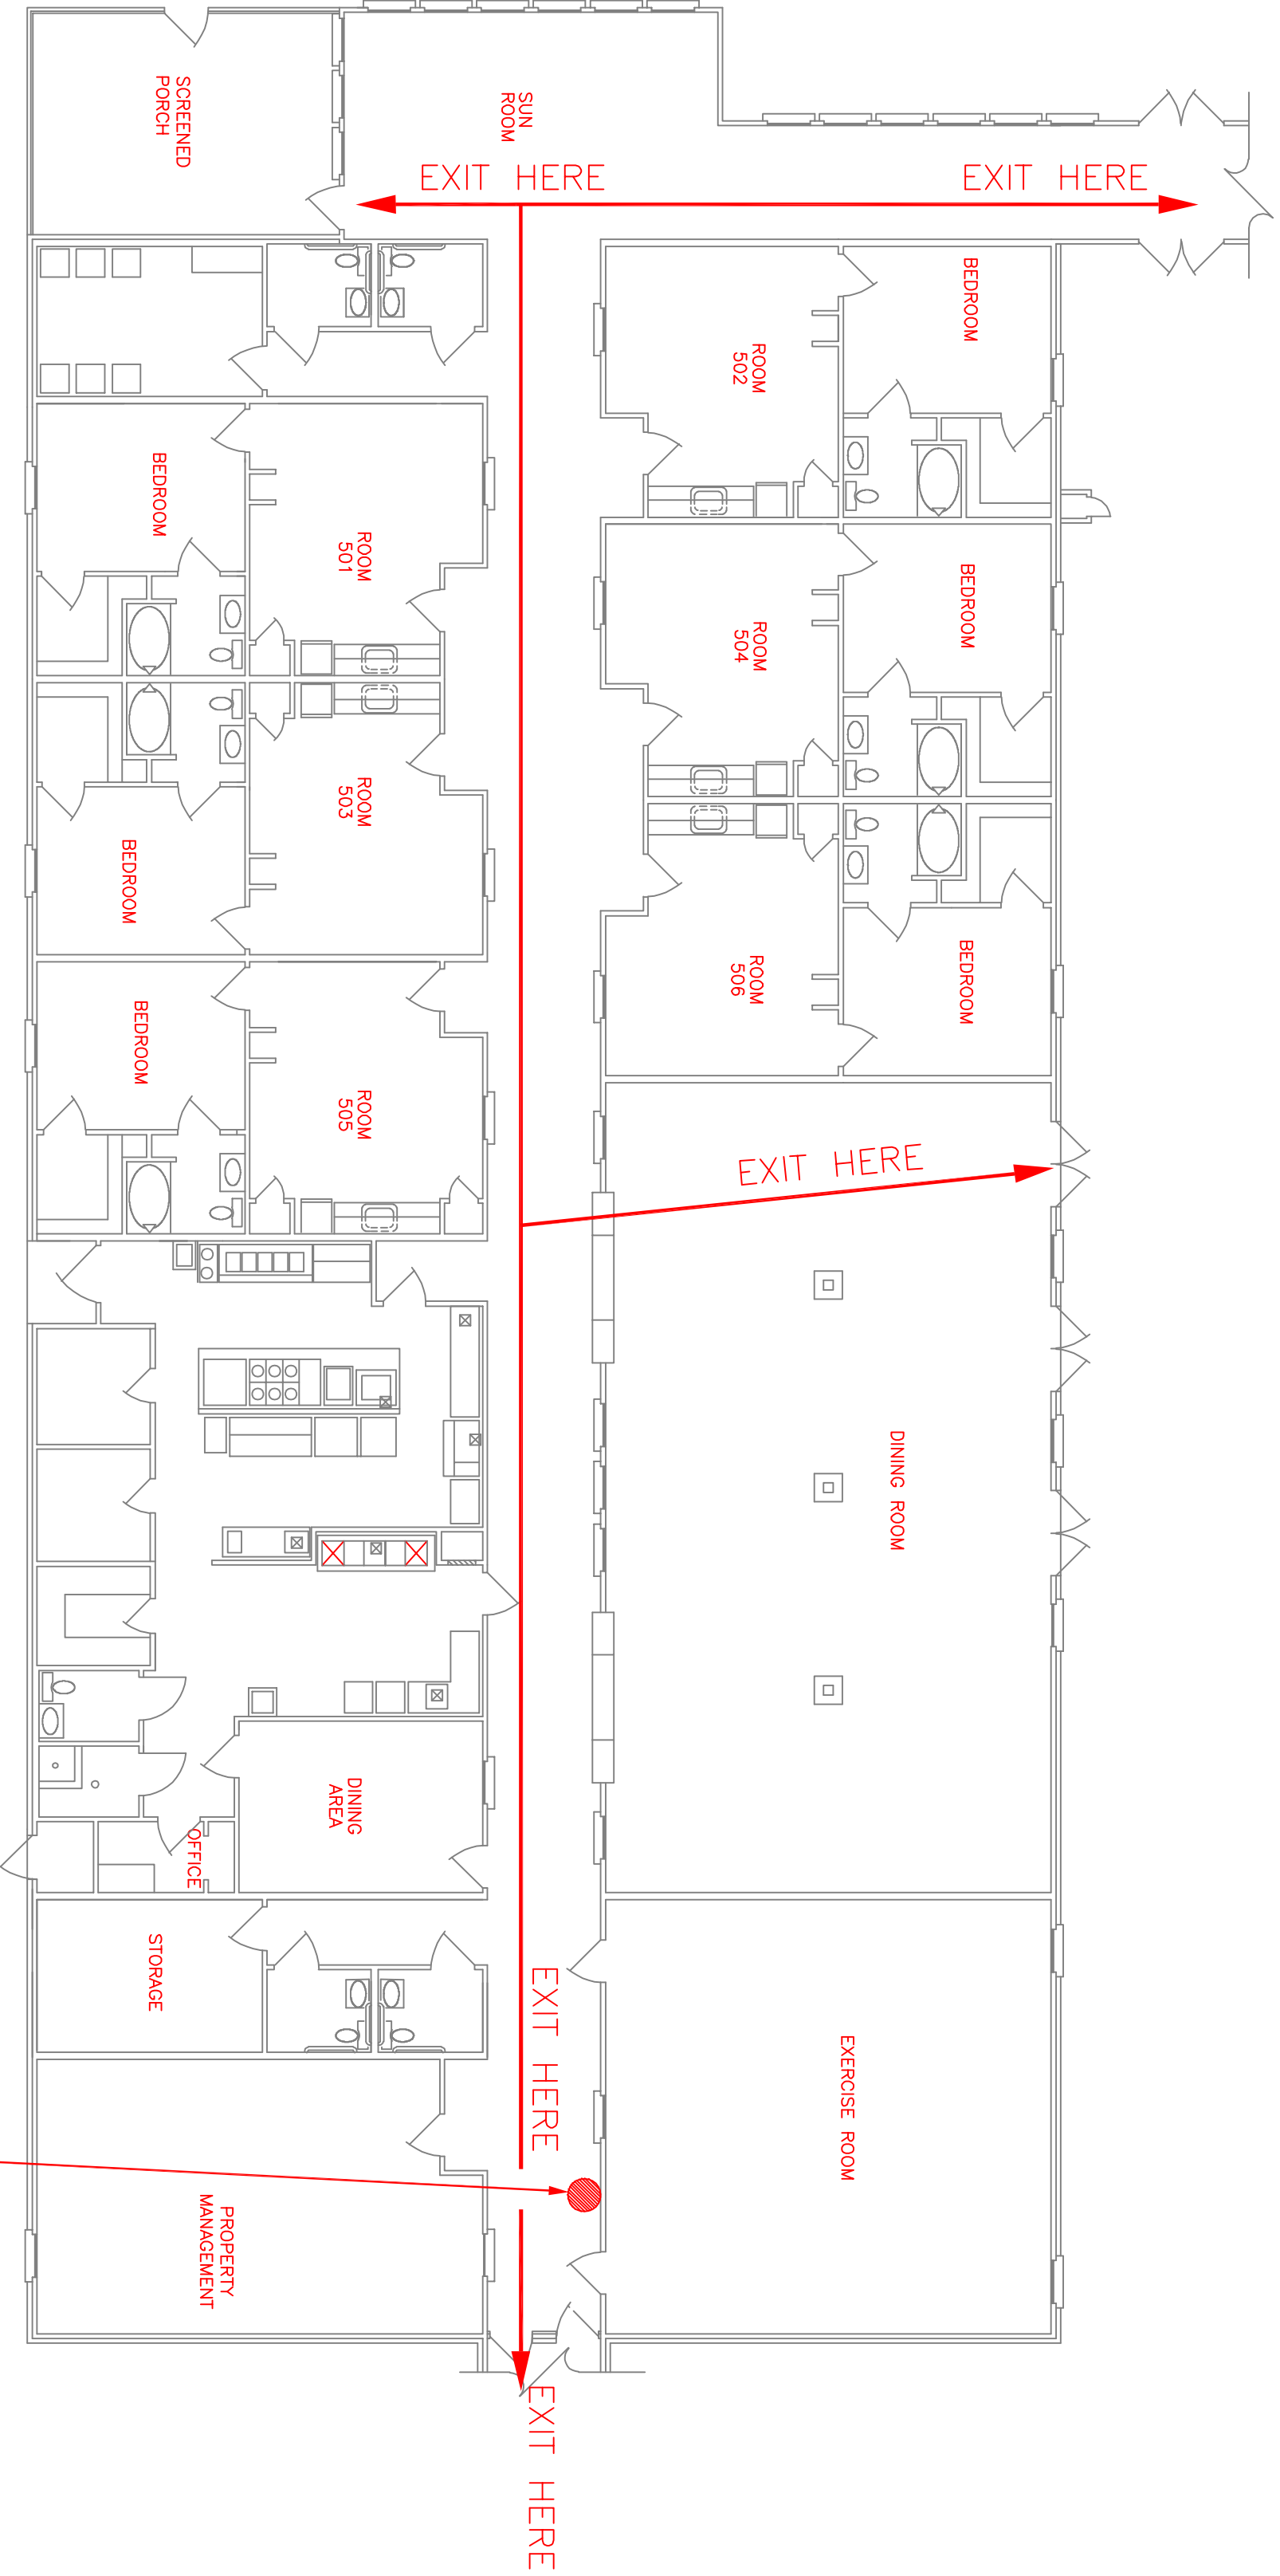 SCREENED
PORCH
SUN
ROOM
EXIT HERE
EXIT HERE
BEDROOM
ROOM
502
BEDROOM
ROOM
501
BEDROOM
ROOM
504
BEDROOM
ROOM
503
BEDROOM
ROOM
506
BEDROOM
ROOM
505
EXIT HERE
DINING ROOM
DINING
AREA
OFFICE
STORAGE
EXIT HERE
EXERCISE ROOM
PROPERTY
MANAGEMENT
EXIT HERE